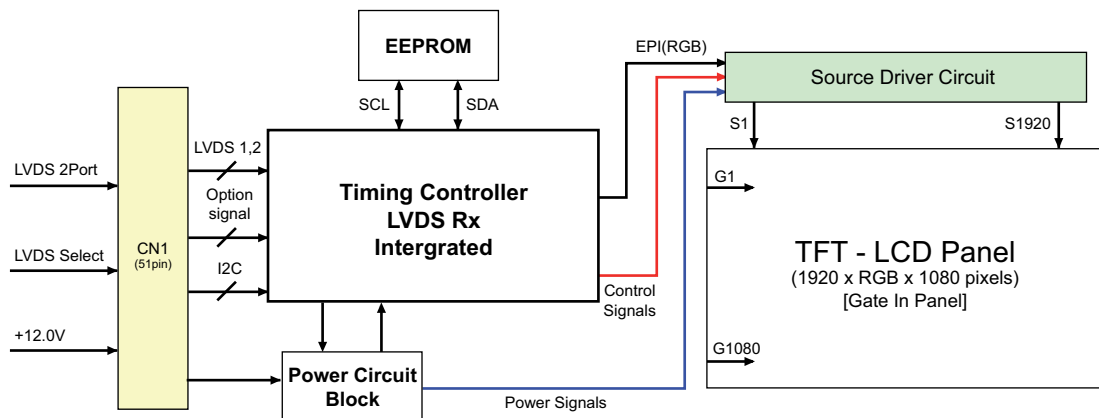 EEPROM
SCL
SDA
EPI(RGB)
Source Driver Circuit
S1
S1920
LVDS 2Port
LVDS Select
+12.0V
CN1
(51pin)
LVDS 1,2
Option
signal
I2C
Timing Controller
LVDS Rx
Intergrated
Control
Signals
G1
TFT - LCD Panel
(1920 x RGB x 1080 pixels)
[Gate In Panel]
G1080
Power Circuit
Block
Power Signals